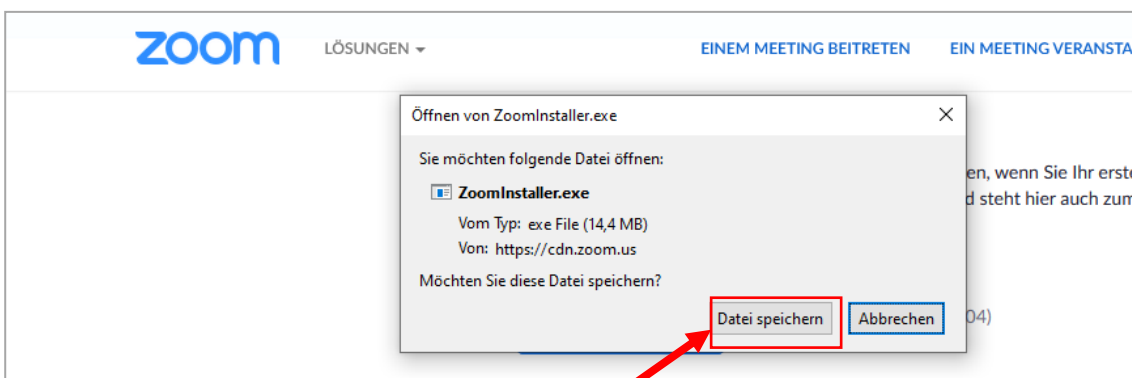 zoom
LÖSUNGEN
EINEM MEETING BEITRETEN
EIN MEETING VERANSTA
Öffnen von ZoomInstaller.exe
Sie möchten folgende Datei öffnen:
ZoomInstaller.exe
Vom Typ: exe File (14,4 MB)
Von: https://cdn.zoom.us
Möchten Sie diese Datei speichern?
Datei speichern
Abbrechen
en, wenn Sie Ihr erste
d steht hier auch zum
04)